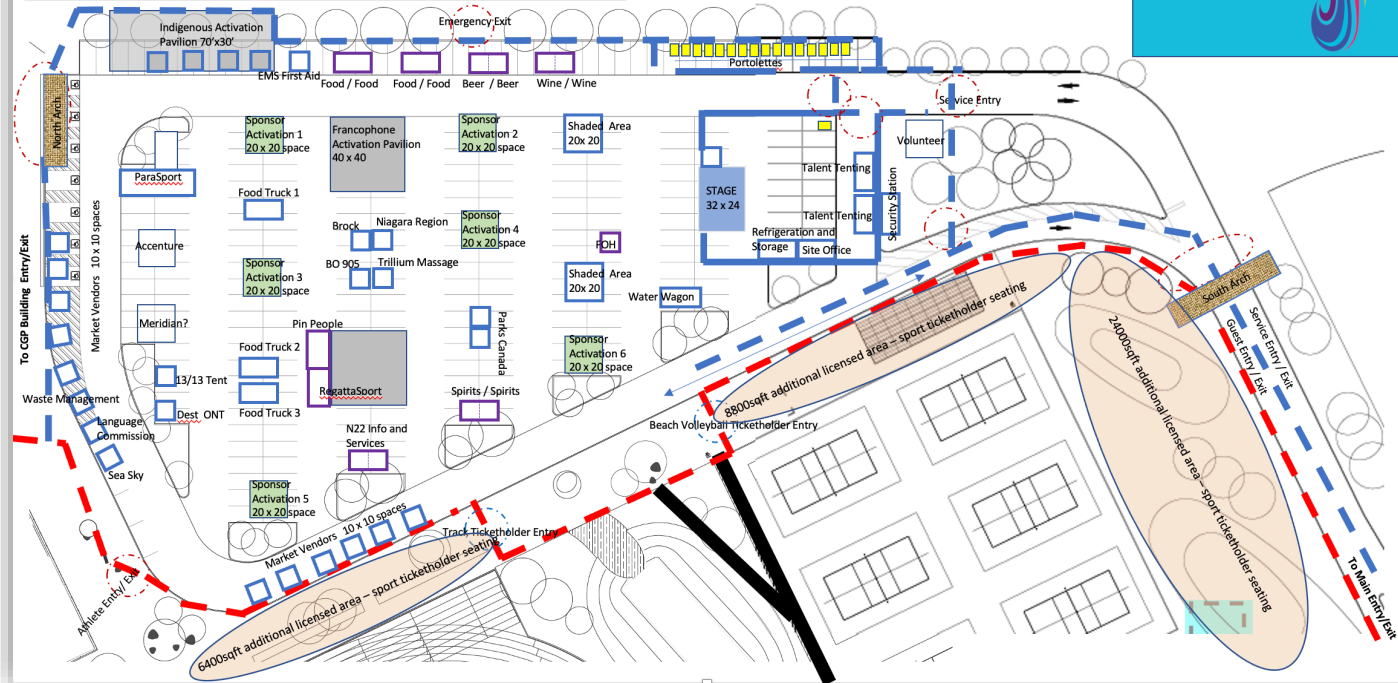 Indigenous Activation
Pavilion 70'x30'
Emergency Exit
EMS First Aid
Food / Food
Food / Food
Beer / Beer
Wine / Wine
Portolettes
Service Entry
North Arch
Sponsor
Activation 1
20 x 20 space
Francophone
Activation Pavilion
40 x 40
Sponsor
Activation 2
20 x 20 space
Shaded Area
20x 20
Volunteer
Talent Tenting
STAGE
32 x 24
Talent Tenting
Security Station
Refrigeration and
Storage
Site Office
ParaSport
Food Truck 1
Brock
Niagara Region
Sponsor
Activation 4
20 x 20 space
FOH
Market Vendors 10 x 10 spaces
To CGP Building Entry/Exit
Accenture
BO 905
Trillium Massage
Sponsor
Activation 3
20 x 20 space
Shaded Area
20x 20
Water Wagon
South Arch
Meridian?
Pin People
Parks Canada
Food Truck 2
Sponsor
Activation 6
20 x 20 space
13/13 Tent
RegattaSport
Spirits / Spirits
Food Truck 3
Dest ONT
Waste Management
Language
Commission
Sea Sky
N22 Info and
Services
Sponsor
Activation 5
20 x 20 space
Market Vendors 10 x 10 spaces
Track Ticketholder Entry
Beach Volleyball Ticketholder Entry
8800sqft additional licensed area – sport ticketholder seating
24000sqft additional licensed area – sport ticketholder seating
6400sqft additional licensed area – sport ticketholder seating
Athlete Entry/ Exit
Guest Entry / Exit
Service Entry / Exit
To Main Entry/Exit